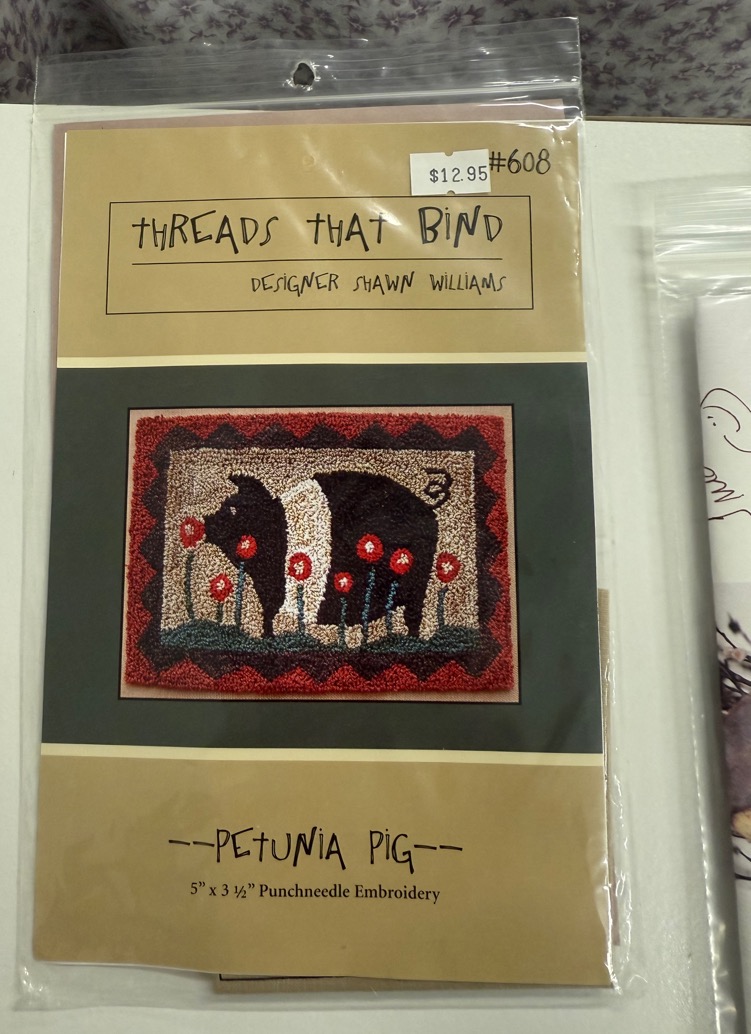 $12.95 #608
THREADS THAT BIND
DESIGNER SHAWN WILLIAMS
--PETUNIA PIG--
5" x 3 ½" Punchneedle Embroidery